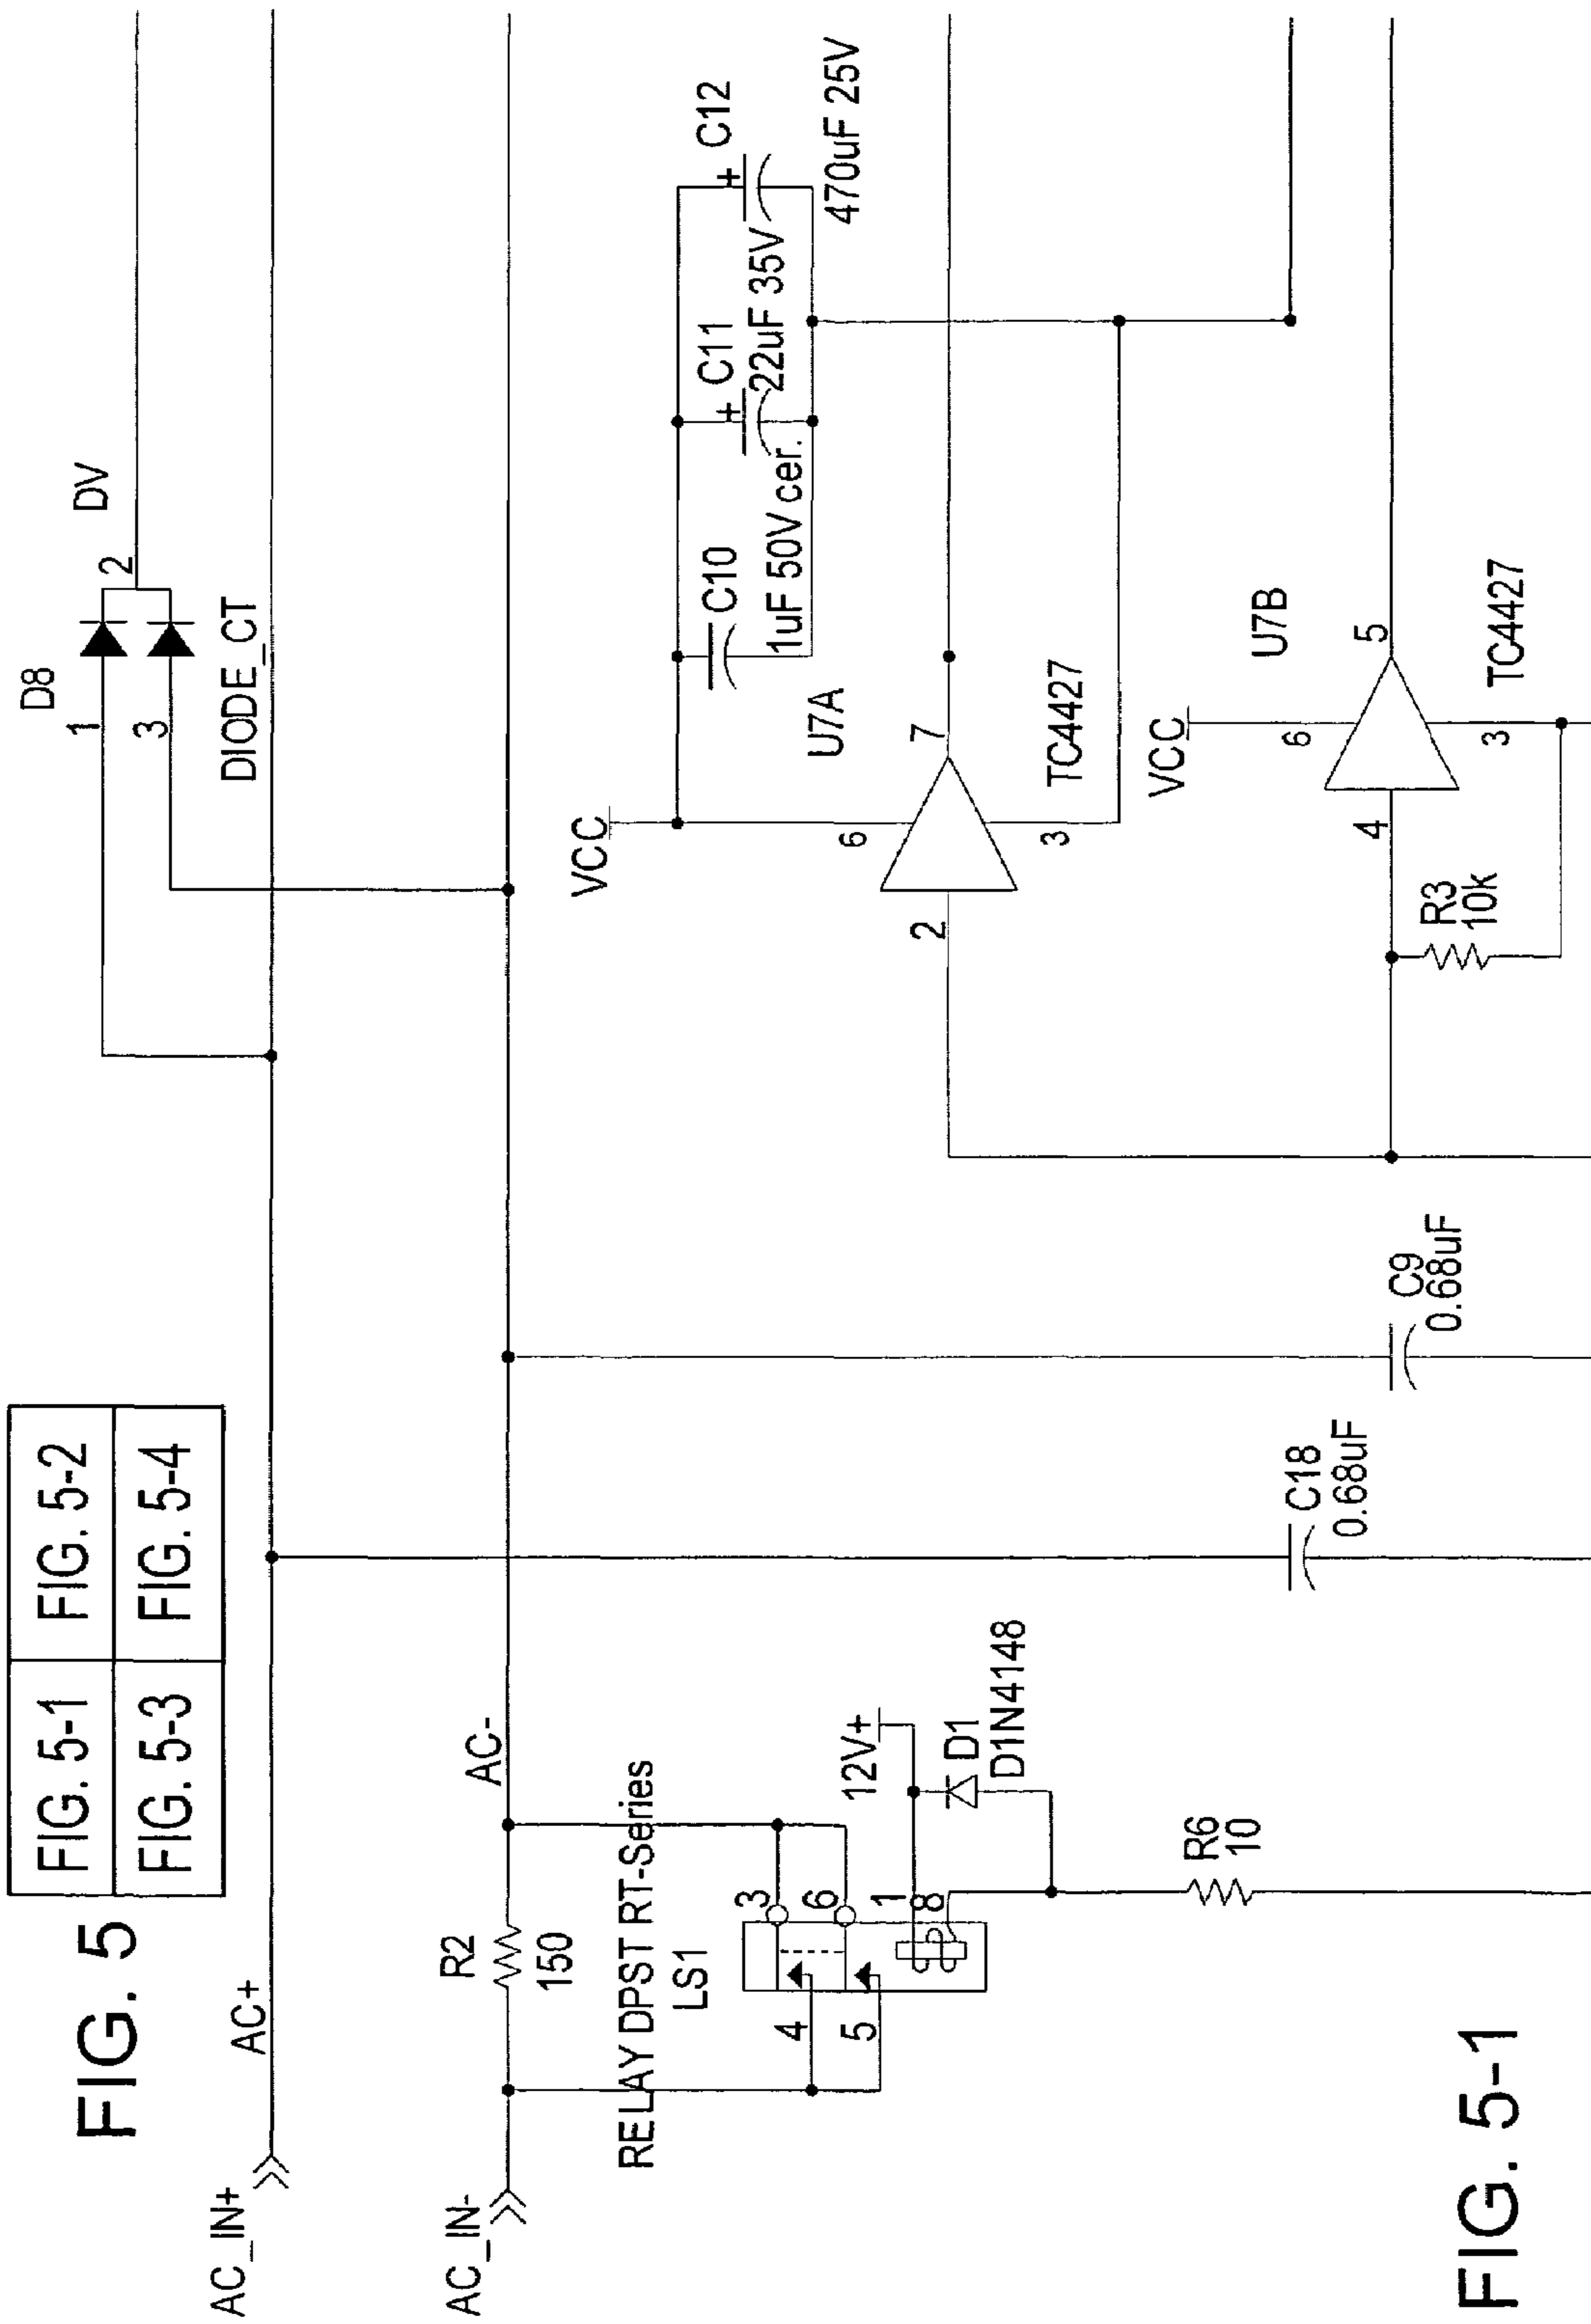 FIG. 5
FIG. 5-1 FIG. 5-2
FIG. 5-3 FIG. 5-4
D8
1
3
2
DV
DIODE_CT
AC_IN+
AC+
AC_IN-
R2
150
AC-
RELAY DPST RT-Series
LS1
4
5
3
6
1
8
12V+
D1
D1N4148
R6
10
C18
0.68uF
C9
0.68uF
VCC
C10
1uF 50V cer.
+
C11
22uF 35V
+
C12
470uF 25V
U7A
2
6
7
3
TC4427
VCC
U7B
4
6
5
3
TC4427
R3
10k
FIG. 5-1